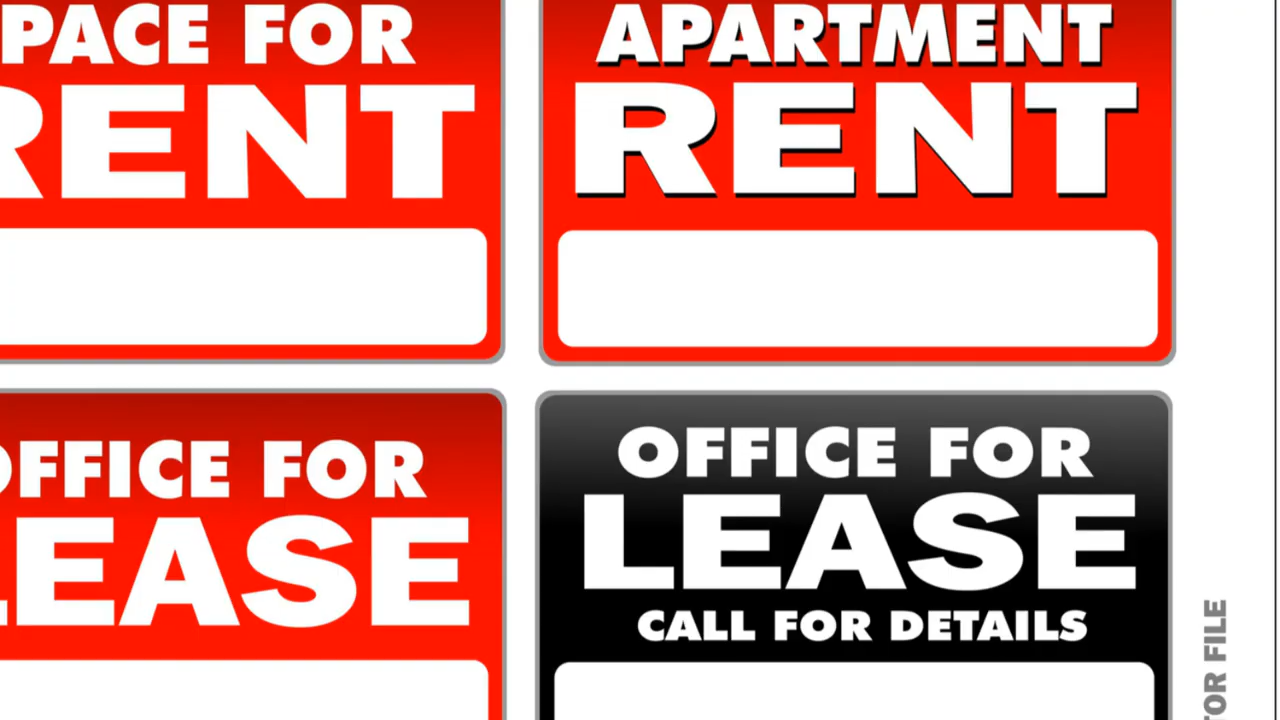 PACE FOR
RENT
APARTMENT
RENT
OFFICE FOR
LEASE
OFFICE FOR
LEASE
CALL FOR DETAILS
TOR FILE